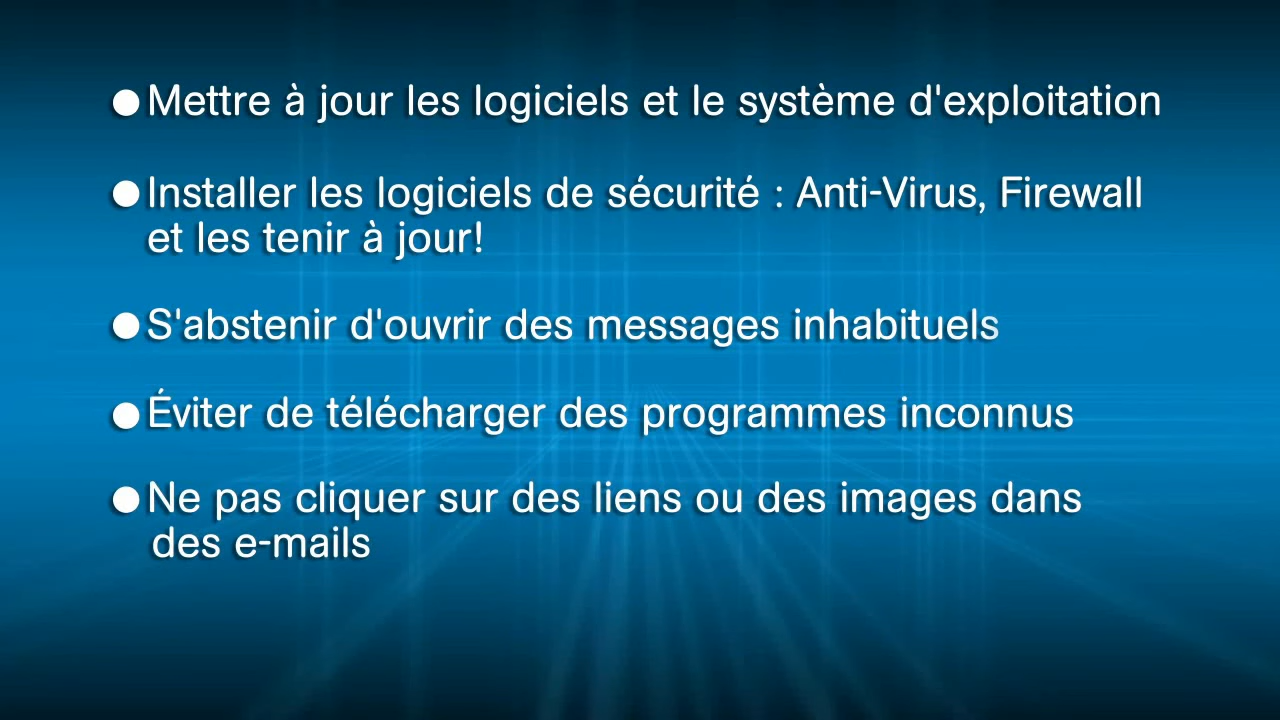 ●Mettre à jour les logiciels et le système d'exploitation
●Installer les logiciels de sécurité : Anti-Virus, Firewall
et les tenir à jour!
●S'abstenir d'ouvrir des messages inhabituels
●Éviter de télécharger des programmes inconnus
●Ne pas cliquer sur des liens ou des images dans
des e-mails